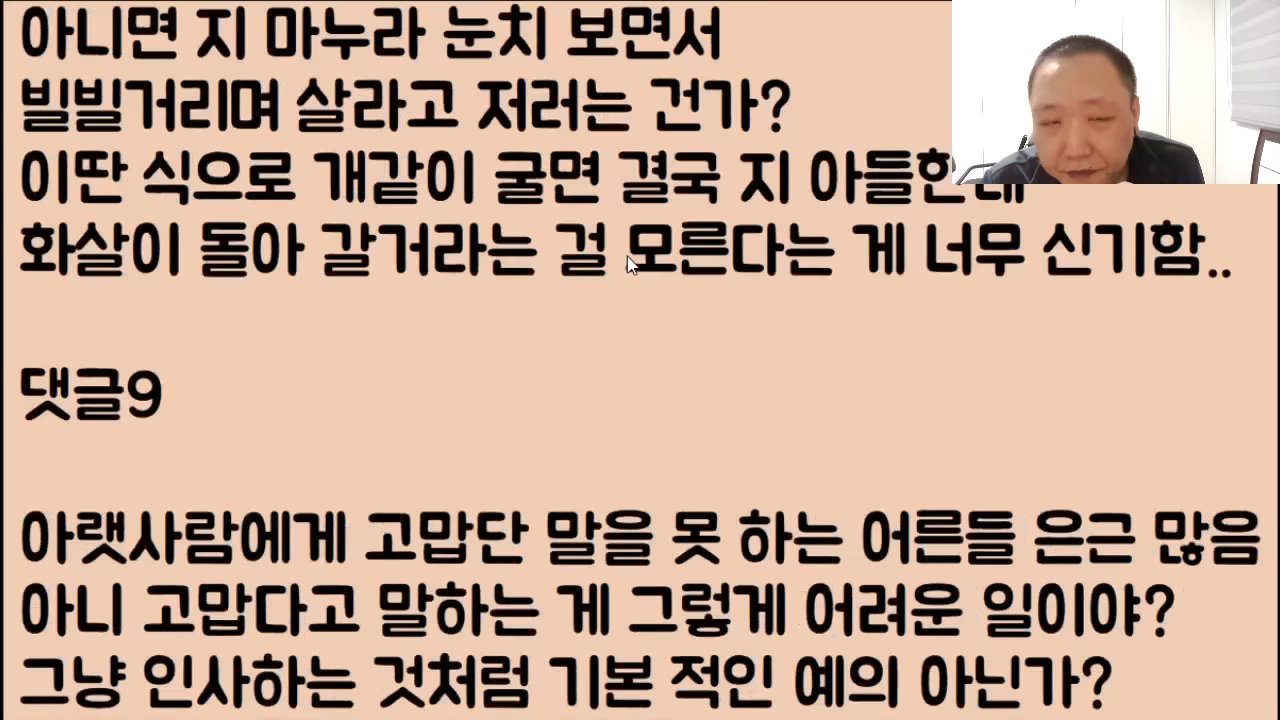 아니면 지 마누라 눈치 보면서
빌빌거리며 살라고 저러는 건가?
이딴 식으로 개같이 굴면 결국 지 아들한테
화살이 돌아 갈거라는 걸 모른다는 게 너무 신기함..
댓글9
아랫사람에게 고맙단 말을 못 하는 어른들 은근 많음
아니 고맙다고 말하는 게 그렇게 어려운 일이야?
그냥 인사하는 것처럼 기본 적인 예의 아닌가?